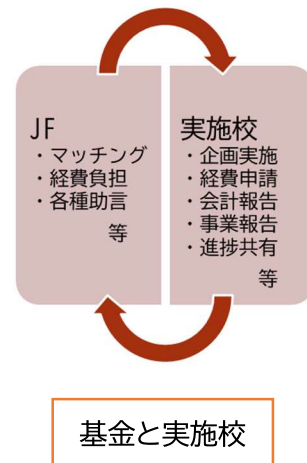 JF
・マッチング
・経費負担
・各種助言
等
実施校
・企画実施
・経費申請
・会計報告
・事業報告
・進捗共有
等
基金と実施校